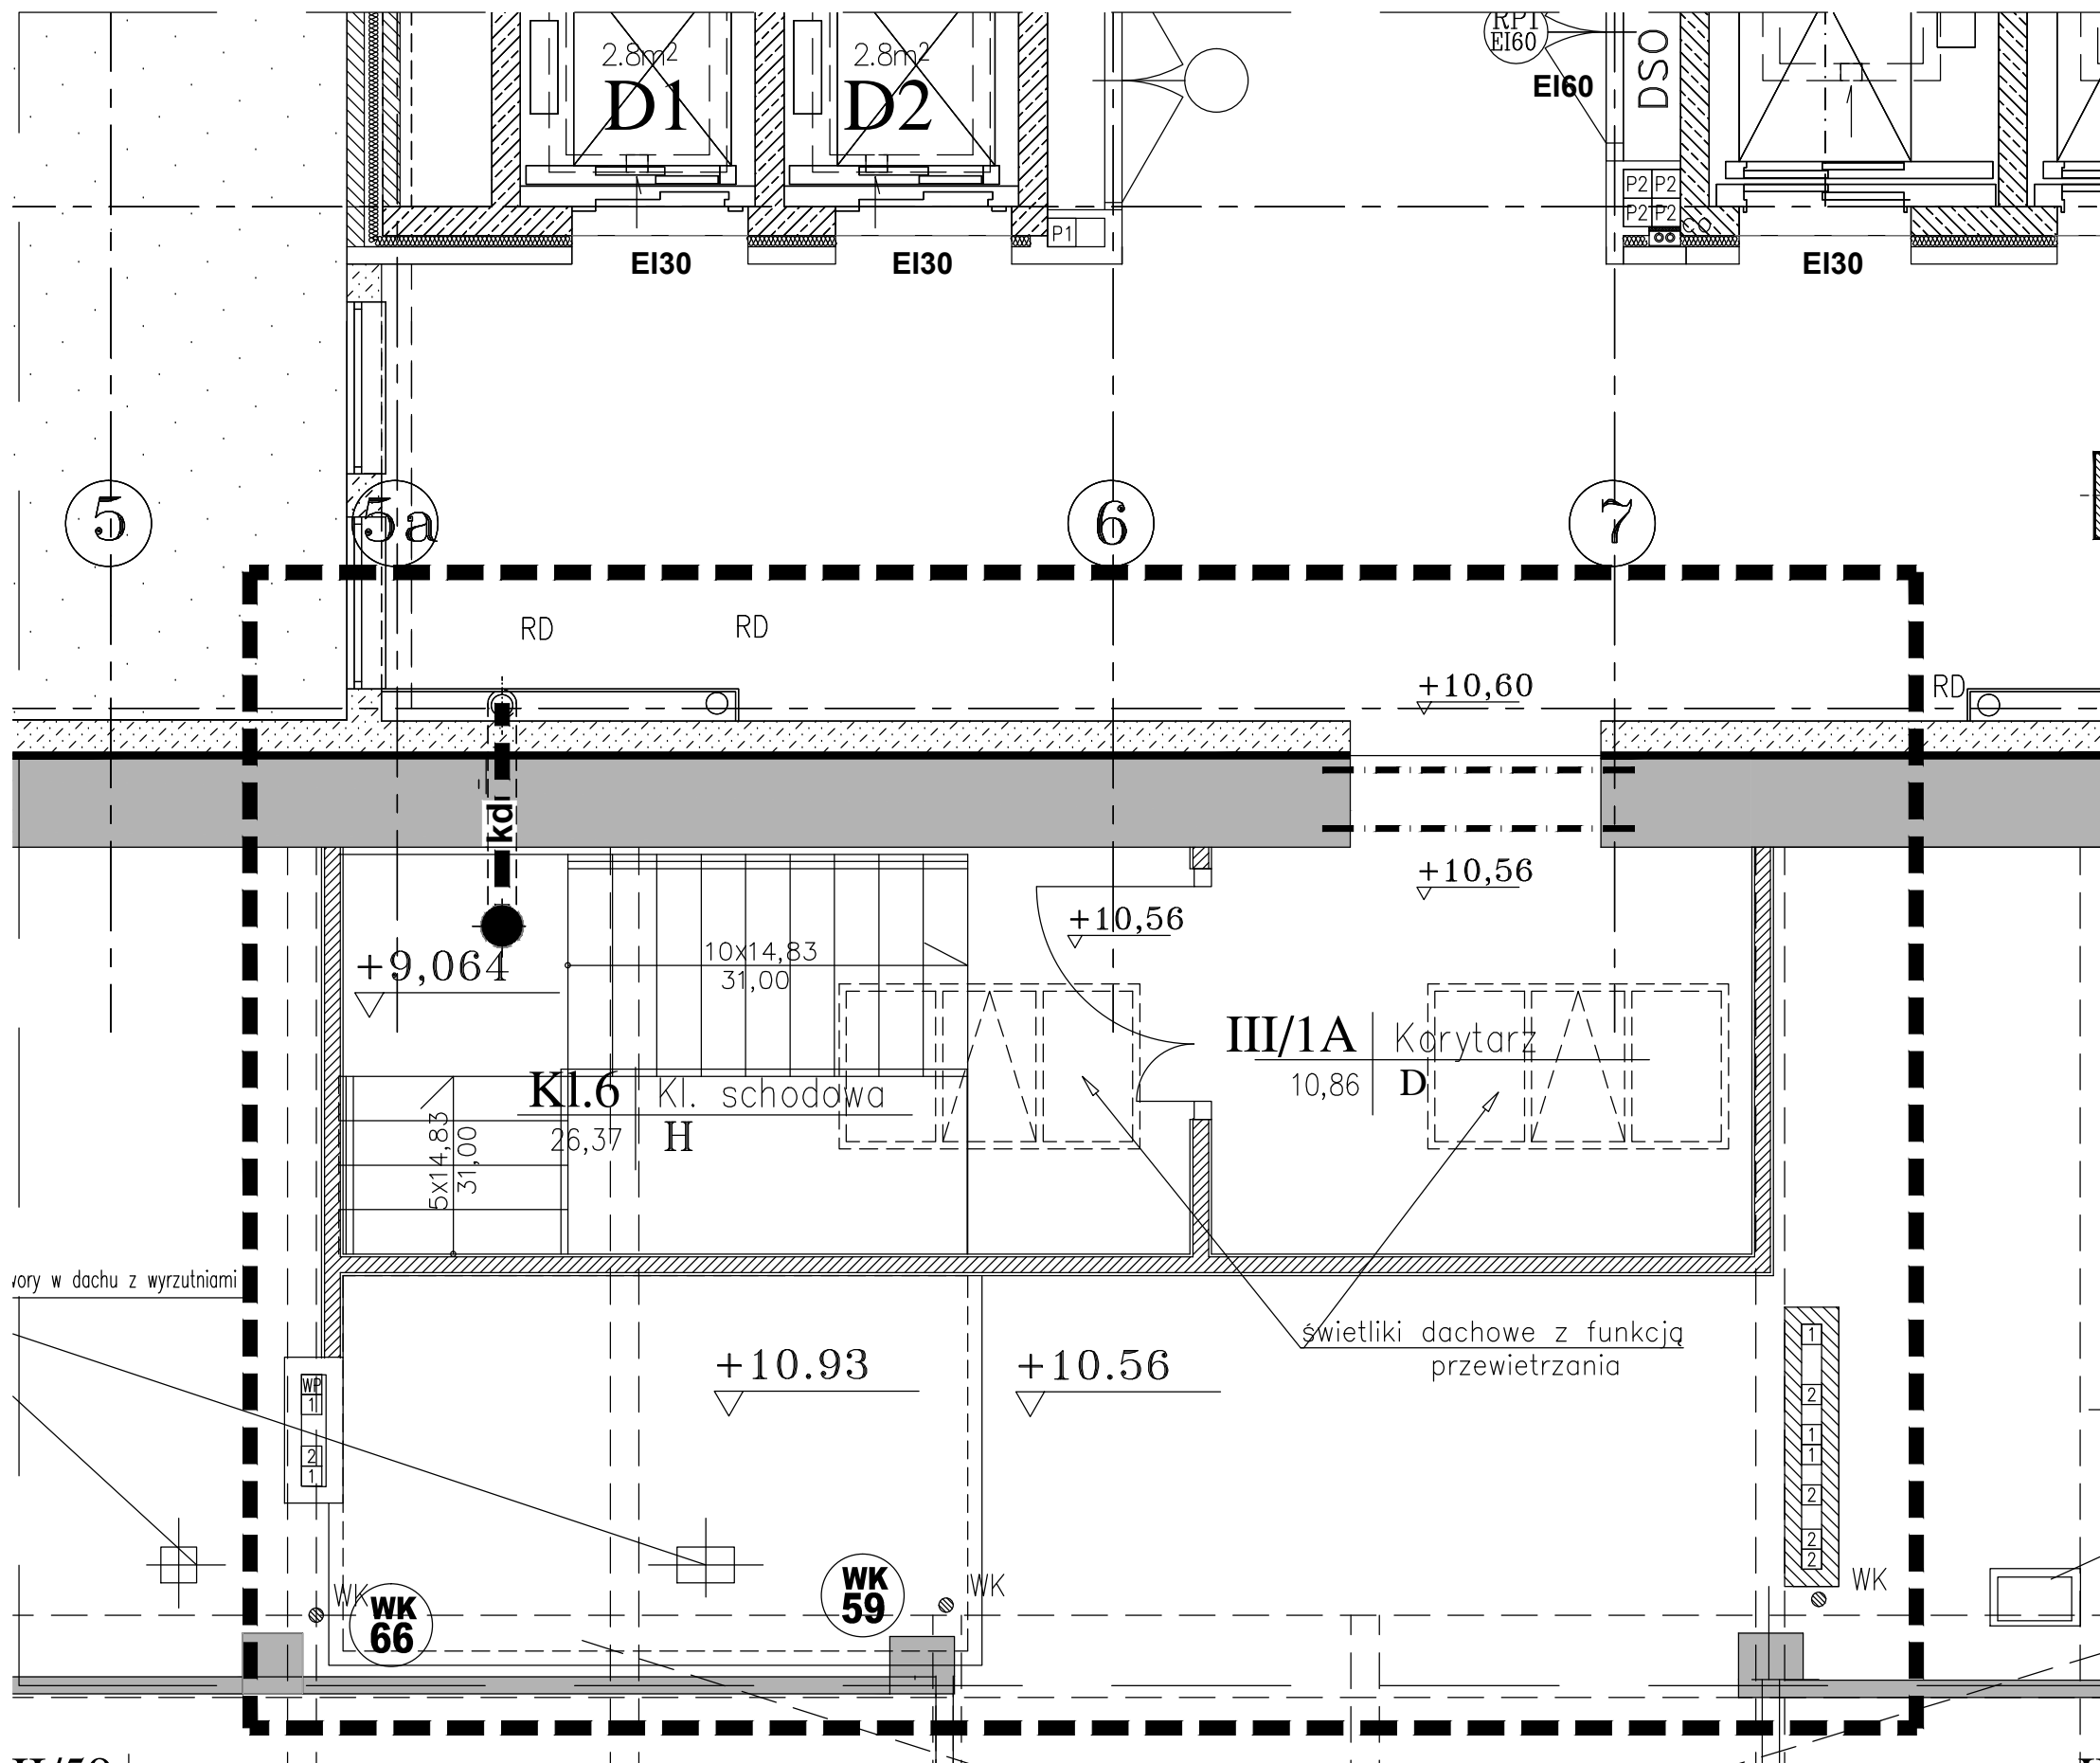 RP1
EI60
EI60
DSO
2.8m²
D1
2.8m²
D2
P2 P2
P2 P2
CO
P1
EI30
EI30
EI30
5
5a
6
7
RD
RD
RD
+10,60
kd
+10,56
+10,56
+9,064
10x14,83
31,00
III/1A Korytarz
10,86 D
Kl.6 Kl. schodowa
26,37 H
5x14,83
31,00
w dachu z wyrzutniami
świetliki dachowe z funkcją
przewietrzania
+10.93
+10.56
WP
1
2
1
1
2
1
1
2
2
2
WK
WK
66
WK
59
WK
WK